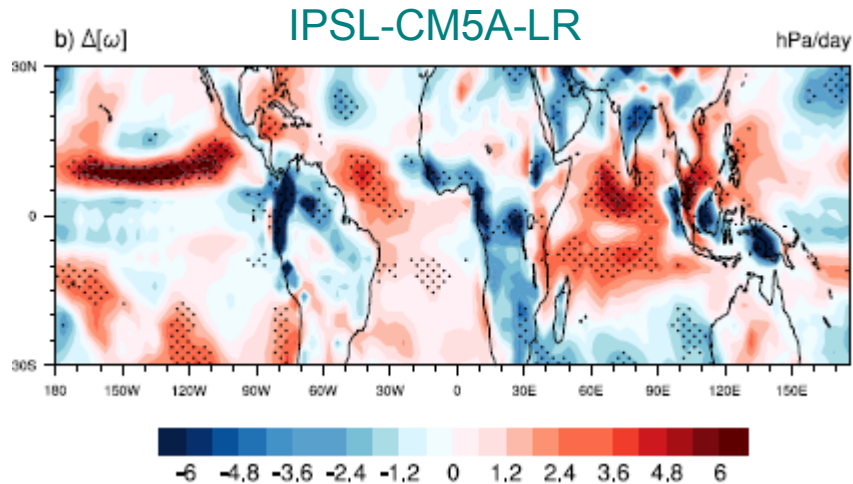 IPSL-CM5A-LR
b) Δ[ω] hPa/day
30N
0
30S
180 150W 120W 90W 60W 30W 0 30E 60E 90E 120E 150E
-6 -4,8 -3,6 -2,4 -1,2 0 1,2 2,4 3,6 4,8 6